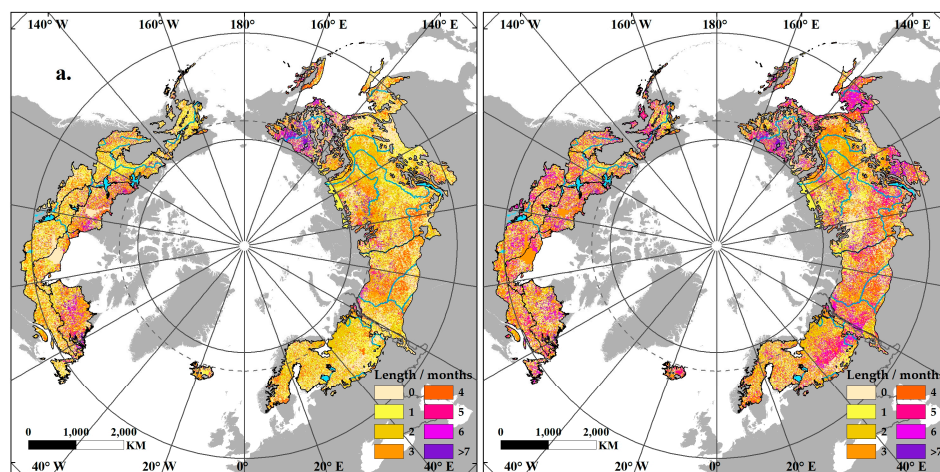 140° W 160° W 180° 160° E 140° E
a.
Length / months
0 4
1 5
2 6
3 >7
0 1,000 2,000
KM
40° W 20° W 0° 20° E 40° E
140° W 160° W 180° 160° E 140° E
Length / months
0 4
1 5
2 6
3 >7
0 1,000 2,000
KM
40° W 20° W 0° 20° E 40° E